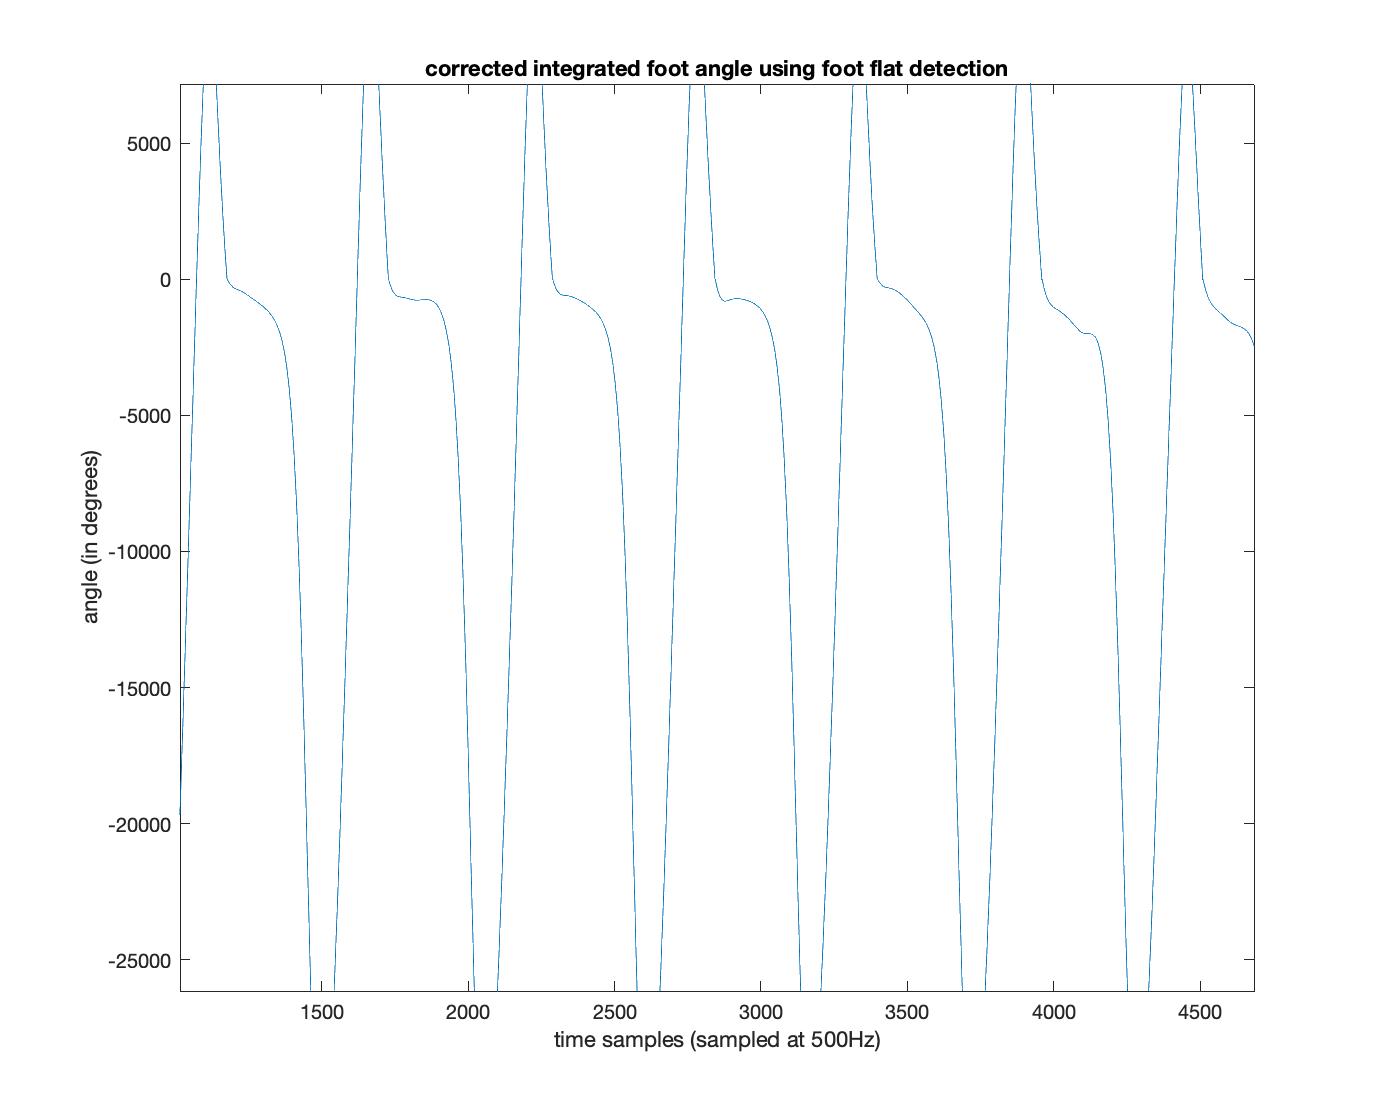 corrected integrated foot angle using foot flat detection
5000
0
-5000
-10000
-15000
-20000
-25000
angle (in degrees)
1500 2000 2500 3000 3500 4000 4500
time samples (sampled at 500Hz)